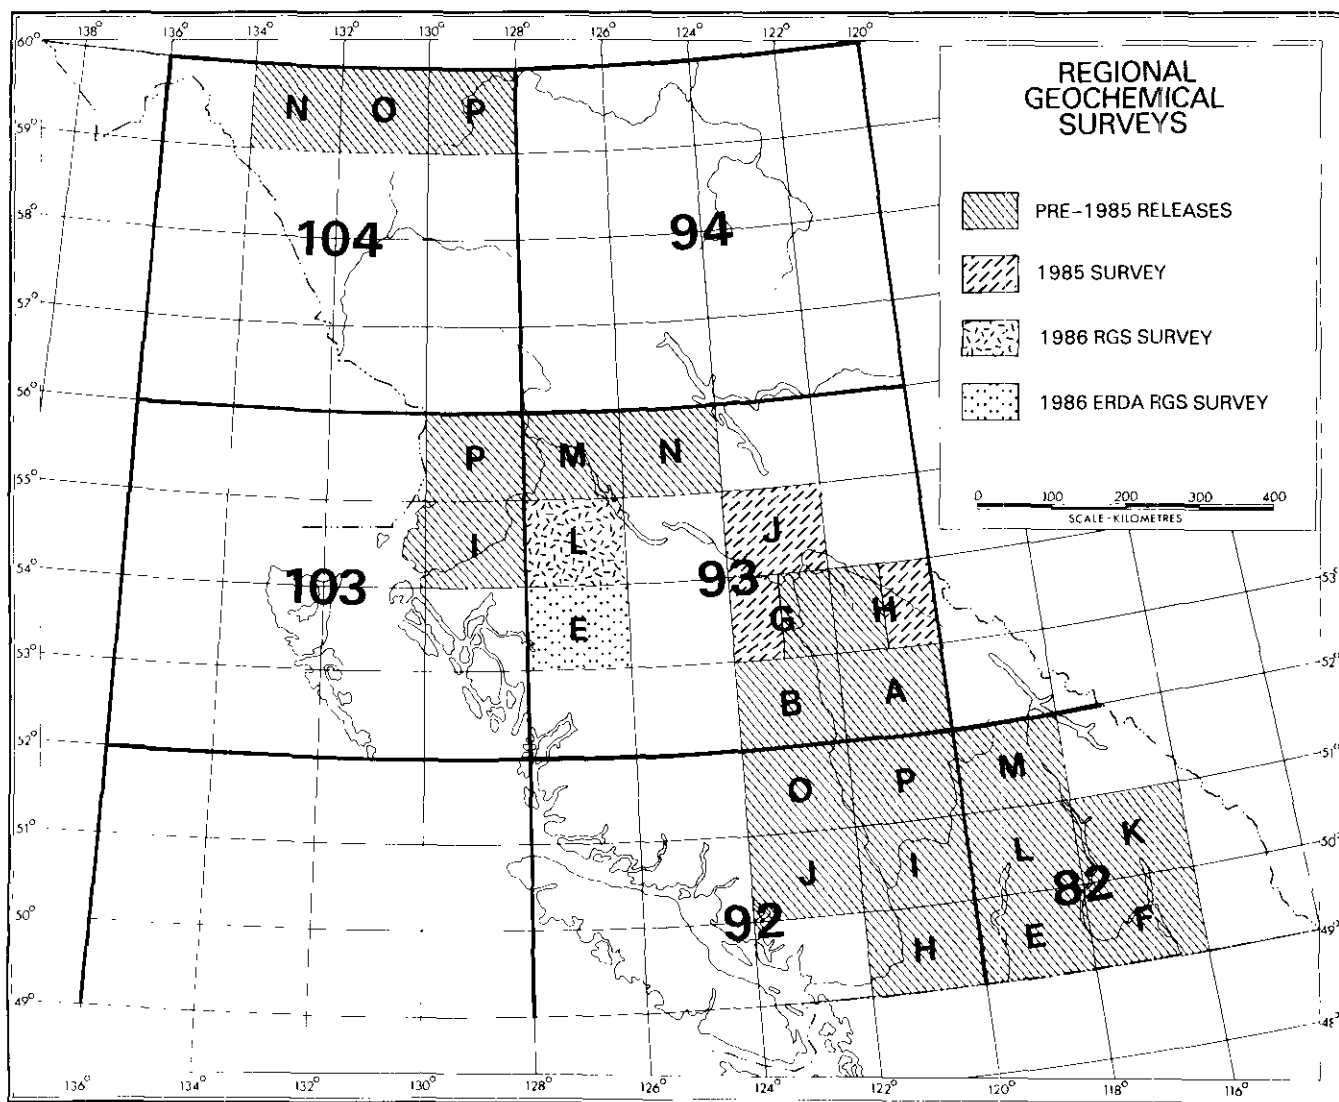 138° 136° 134° 132° 130° 128° 126° 124° 122° 120°
60°
59°
58°
57°
56°
55°
54°
53°
52°
51°
50°
49°
N O P
104
94
REGIONAL
GEOCHEMICAL
SURVEYS
PRE-1985 RELEASES
1985 SURVEY
1986 RGS SURVEY
1986 ERDA RGS SURVEY
0 100 200 300 400
SCALE-KILOMETRES
P M N
I L J
103
93
E G H
B A
O P M
J I L K
92
82
H E F
53°
52°
51°
50°
49°
48°
136° 134° 132° 130° 128° 126° 124° 122° 120° 118° 116°